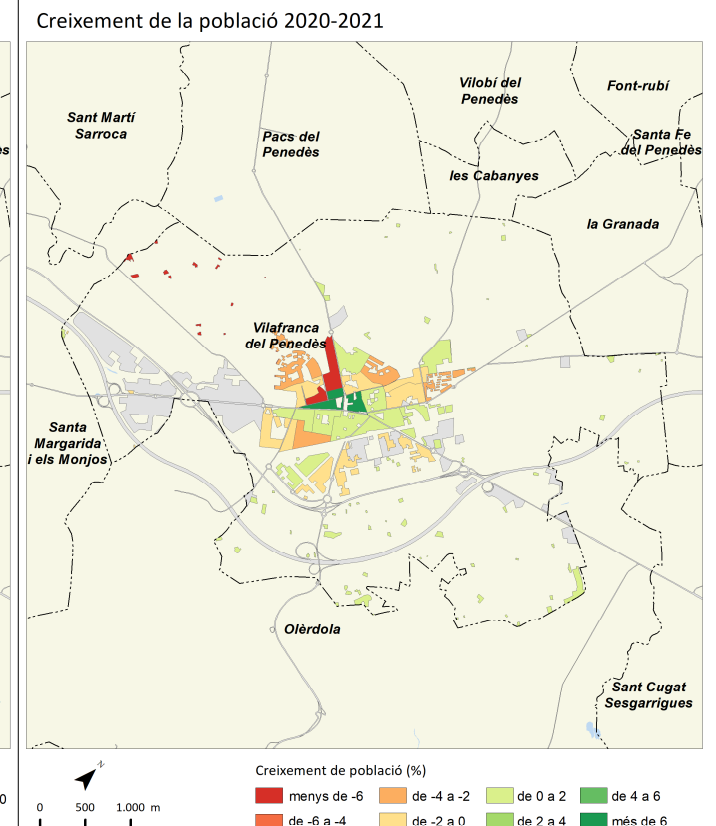 Creixement de la població 2020-2021
Vilobí del
Penedès
Font-rubí
Sant Martí
Sarroca
Pacs del
Penedès
Santa Fe
del Penedès
es
les Cabanyes
la Granada
Vilafranca
del Penedès
Santa
Margarida
i els Monjos
Olèrdola
Sant Cugat
Sesgarrigues
N
Creixement de població (%)
0
0 500 1.000 m
menys de -6 de -4 a -2 de 0 a 2 de 4 a 6
de -6 a -4 de -2 a 0 de 2 a 4 més de 6